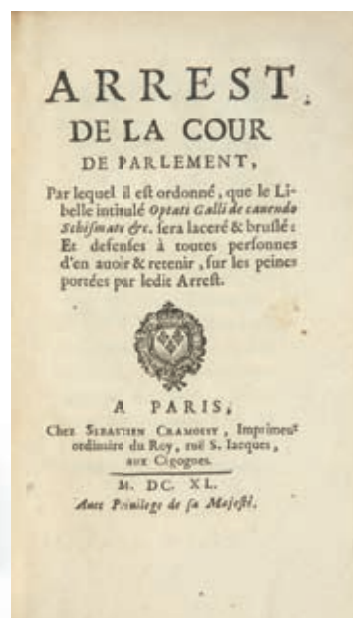 ARREST
DE LA COUR
DE PARLEMENT,
Par lequel il eſt ordonné, que le Li-
belle intitulé Optati Galli de cauendo
Schiſmate &c. ſera laceré & bruſlé:
Et defenſes à toutes perſonnes
d'en auoir & retenir, ſur les peines
portées par ledit Arreſt.
A PARIS,
Chez SEBASTIEN CRAMOISY, Imprimeur
ordinaire du Roy, ruë S. Iacques,
aux Cigognes.
M. DC. XL.
Auec Priuilege de ſa Majeſté.